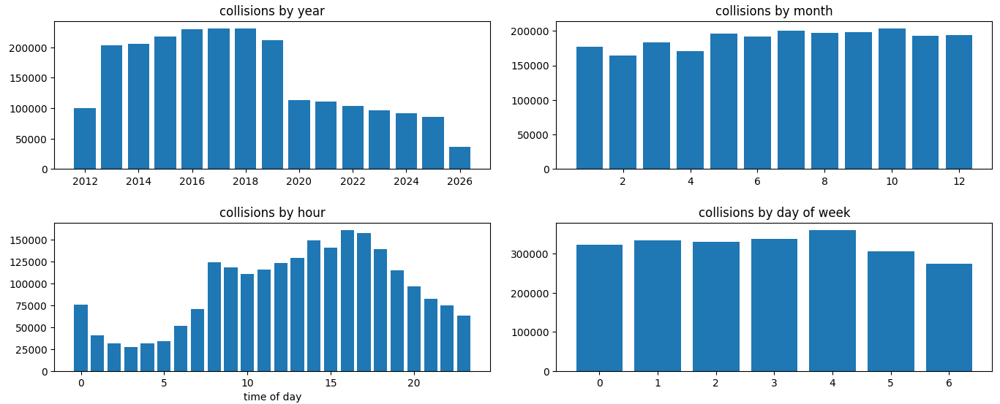 collisions by year
200000
150000
100000
50000
0
2012 2014 2016 2018 2020 2022 2024 2026
collisions by month
200000
150000
100000
50000
0
2 4 6 8 10 12
collisions by hour
150000
125000
100000
75000
50000
25000
0
0 5 10 15 20
time of day
collisions by day of week
300000
200000
100000
0
0 1 2 3 4 5 6